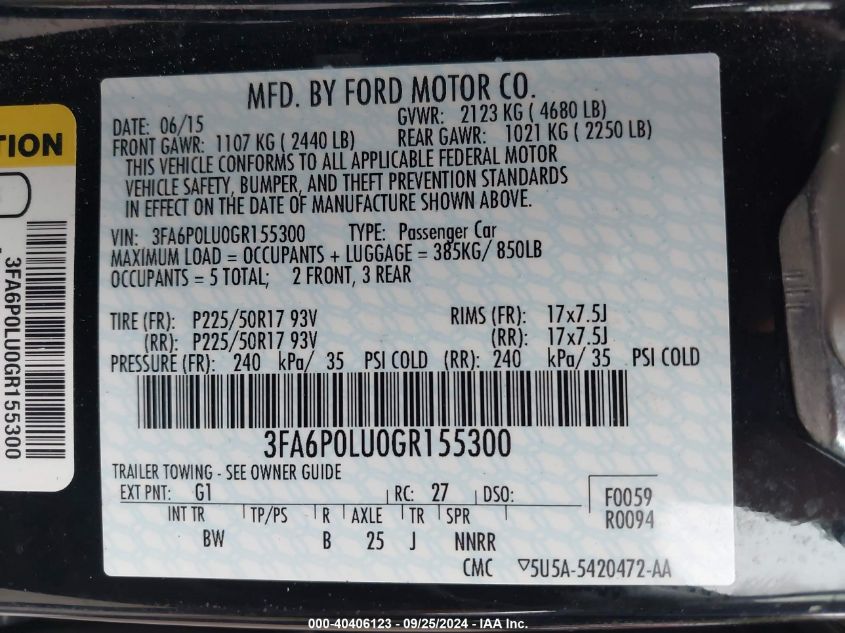 MFD. BY FORD MOTOR CO.
DATE: 06/15 GVWR: 2123 KG ( 4680 LB)
FRONT GAWR: 1107 KG ( 2440 LB) REAR GAWR: 1021 KG ( 2250 LB)
THIS VEHICLE CONFORMS TO ALL APPLICABLE FEDERAL MOTOR
VEHICLE SAFETY, BUMPER, AND THEFT PREVENTION STANDARDS
IN EFFECT ON THE DATE OF MANUFACTURE SHOWN ABOVE.
VIN: 3FA6P0LU0GR155300 TYPE: Passenger Car
MAXIMUM LOAD = OCCUPANTS + LUGGAGE = 385KG/ 850LB
OCCUPANTS = 5 TOTAL; 2 FRONT, 3 REAR
TIRE (FR): P225/50R17 93V RIMS (FR): 17x7.5J
(RR): P225/50R17 93V (RR): 17x7.5J
PRESSURE (FR): 240 kPa/ 35 PSI COLD (RR): 240 kPa/ 35 PSI COLD
3FA6P0LU0GR155300
TRAILER TOWING - SEE OWNER GUIDE
EXT PNT: G1 RC: 27 DSO: F0059
INT TR TP/PS R AXLE TR SPR R0094
BW B 25 J NNRR
CMC ▽5U5A-5420472-AA
TION
3FA6P0LU0GR155300
000-40406123 - 09/25/2024 - IAA Inc.